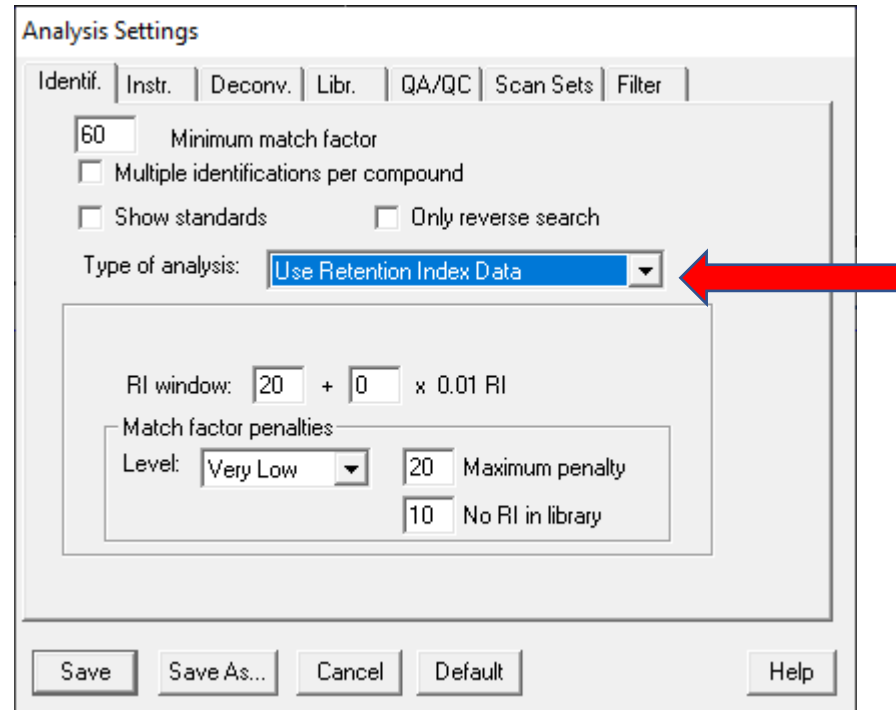 Analysis Settings
Identif. Instr. Deconv. Libr. QA/QC Scan Sets Filter
60 Minimum match factor
Multiple identifications per compound
Show standards Only reverse search
Type of analysis: Use Retention Index Data
RI window: 20 + 0 x 0.01 RI
Match factor penalties
Level: Very Low 20 Maximum penalty
10 No RI in library
Save Save As... Cancel Default Help